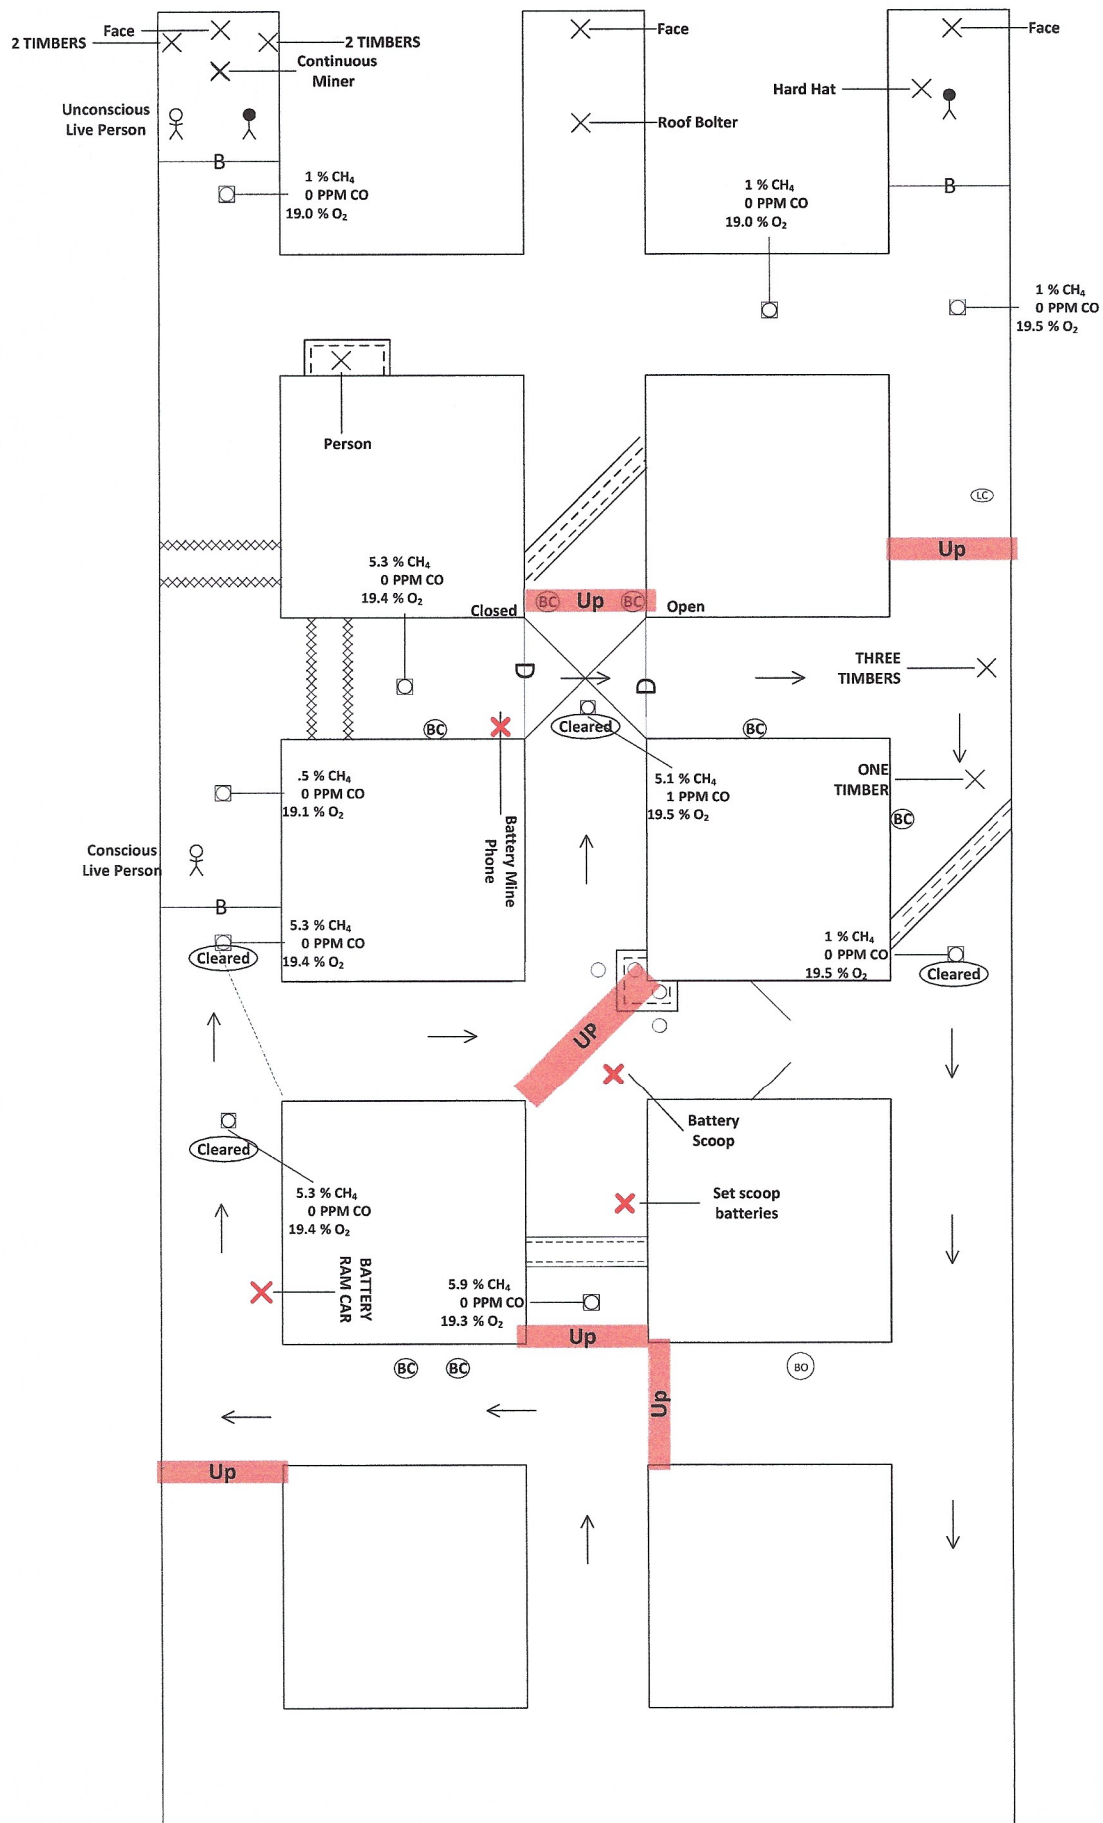 Face
2 TIMBERS
2 TIMBERS
Continuous
Miner
Face
Face
Hard Hat
Unconscious
Live Person
Roof Bolter
B
1 % CH₄
0 PPM CO
19.0 % O₂
1 % CH₄
0 PPM CO
19.0 % O₂
B
1 % CH₄
0 PPM CO
19.5 % O₂
Person
LC
Up
5.3 % CH₄
0 PPM CO
19.4 % O₂
Closed
BC
Up
BC
Open
D
D
THREE
TIMBERS
BC
Cleared
BC
.5 % CH₄
0 PPM CO
19.1 % O₂
5.1 % CH₄
1 PPM CO
19.5 % O₂
ONE
TIMBER
BC
Battery Mine
Phone
Conscious
Live Person
B
5.3 % CH₄
0 PPM CO
19.4 % O₂
Cleared
1 % CH₄
0 PPM CO
19.5 % O₂
Cleared
UP
Battery
Scoop
Cleared
5.3 % CH₄
0 PPM CO
19.4 % O₂
Set scoop
batteries
BATTERY
RAM CAR
5.9 % CH₄
0 PPM CO
19.3 % O₂
Up
BC
BC
BO
Up
Up